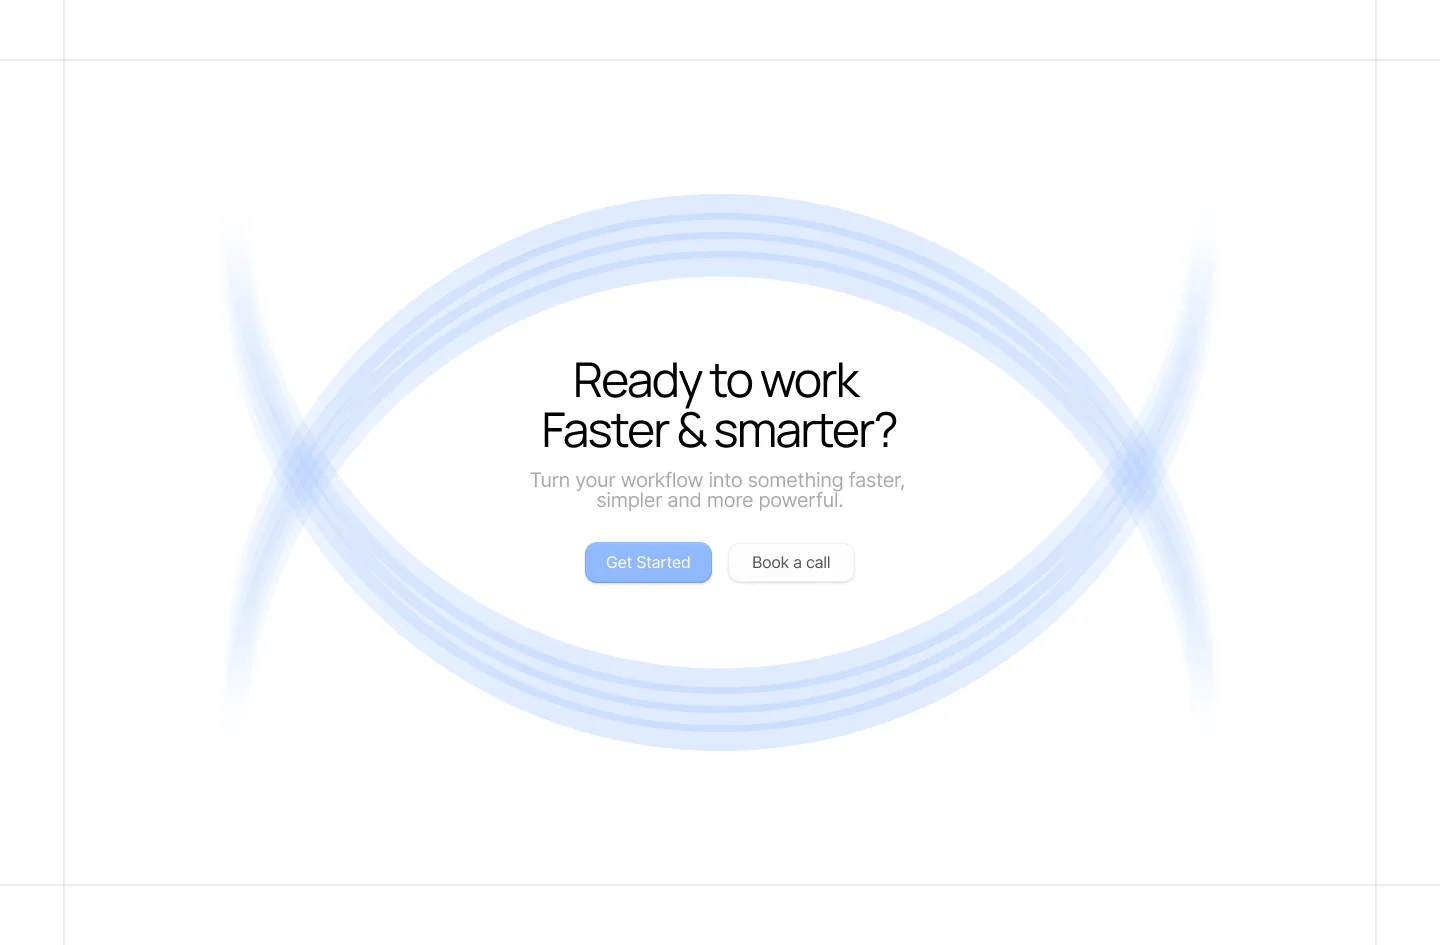 Ready to work
Faster & smarter?
Turn your workflow into something faster,
simpler and more powerful.
Get Started
Book a call